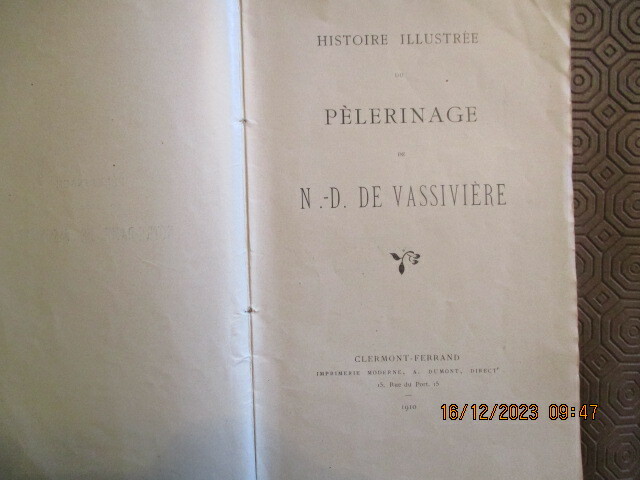 HISTOIRE ILLUSTRÉE
DU
PÈLERINAGE
DE
N.-D. DE VASSIVIÈRE
CLERMONT-FERRAND
IMPRIMERIE MODERNE, A. DUMONT, DIRECTr
15, Rue du Port, 15
1910
16/12/2023 09:47